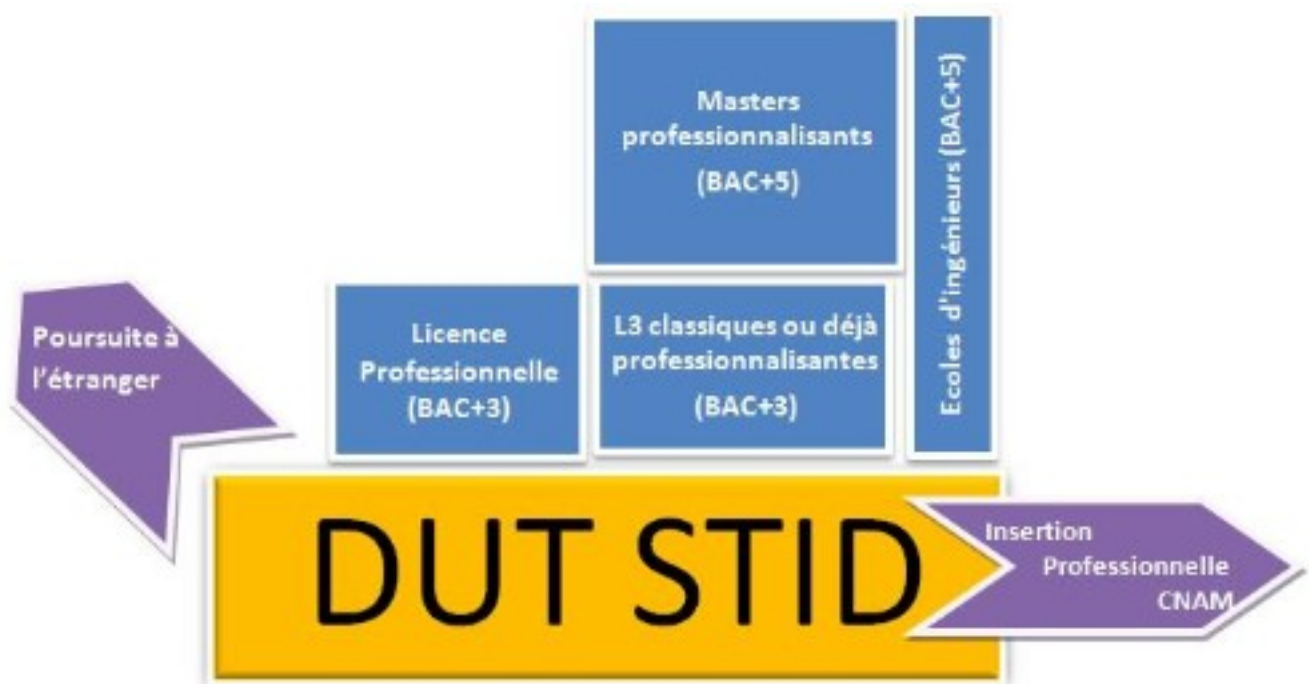 Masters
professionnalisants
(BAC+5)
Ecoles d'ingénieurs (BAC+5)
Poursuite à
l'étranger
Licence
Professionnelle
(BAC+3)
L3 classiques ou déjà
professionnalisantes
(BAC+3)
DUT STID
Insertion
Professionnelle
CNAM